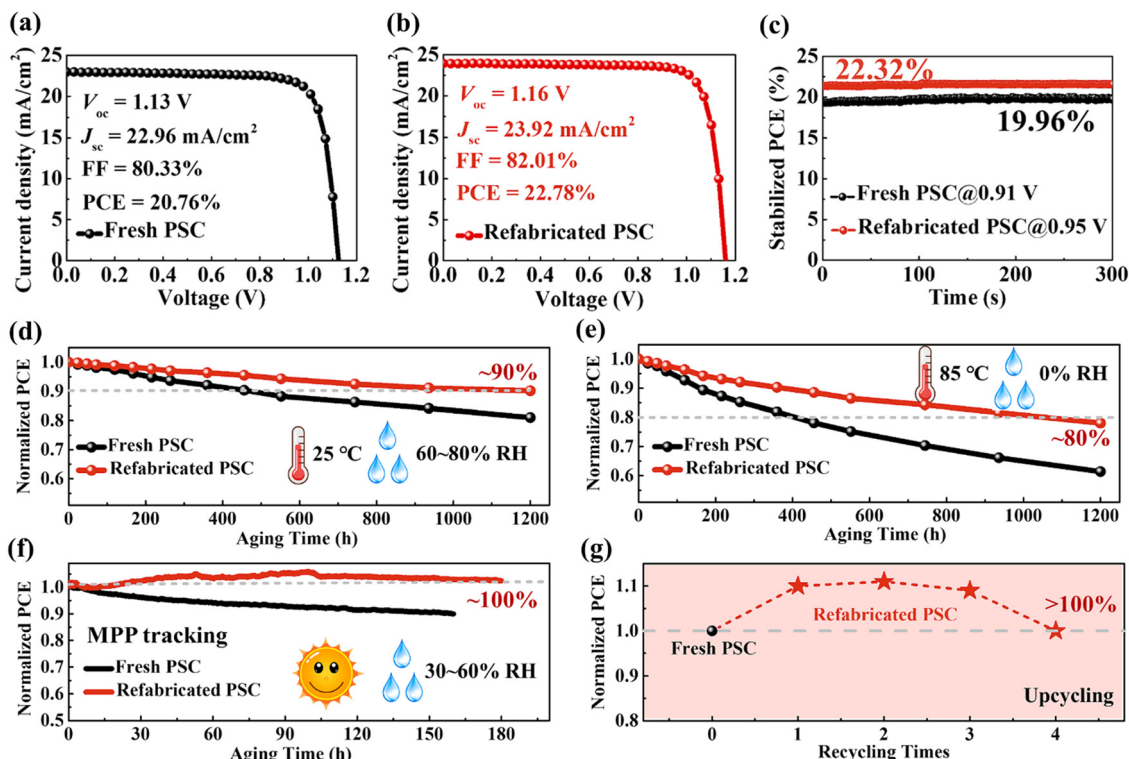 (a)
Current density (mA/cm²)
25
20
15
10
5
0
Voc = 1.13 V
Jsc = 22.96 mA/cm²
FF = 80.33%
PCE = 20.76%
Fresh PSC
0.0 0.2 0.4 0.6 0.8 1.0 1.2
Voltage (V)
(b)
Current density (mA/cm²)
25
20
15
10
5
0
Voc = 1.16 V
Jsc = 23.92 mA/cm²
FF = 82.01%
PCE = 22.78%
Refabricated PSC
0.0 0.2 0.4 0.6 0.8 1.0 1.2
Voltage (V)
(c)
Stabilized PCE (%)
25
20
15
10
5
0
22.32%
19.96%
Fresh PSC@0.91 V
Refabricated PSC@0.95 V
0 100 200 300
Time (s)
(d)
Normalized PCE
1.0
0.9
0.8
0.7
0.6
~90%
Fresh PSC
Refabricated PSC
25 °C
60~80% RH
0 200 400 600 800 1000 1200
Aging Time (h)
(e)
Normalized PCE
1.0
0.9
0.8
0.7
0.6
85 °C
0% RH
~80%
Fresh PSC
Refabricated PSC
0 200 400 600 800 1000 1200
Aging Time (h)
(f)
Normalized PCE
1.0
0.9
0.8
0.7
0.6
0.5
~100%
MPP tracking
Fresh PSC
Refabricated PSC
30~60% RH
0 30 60 90 120 150 180
Aging Time (h)
(g)
Normalized PCE
1.1
1.0
0.9
0.8
Fresh PSC
Refabricated PSC
>100%
Upcycling
0 1 2 3 4
Recycling Times